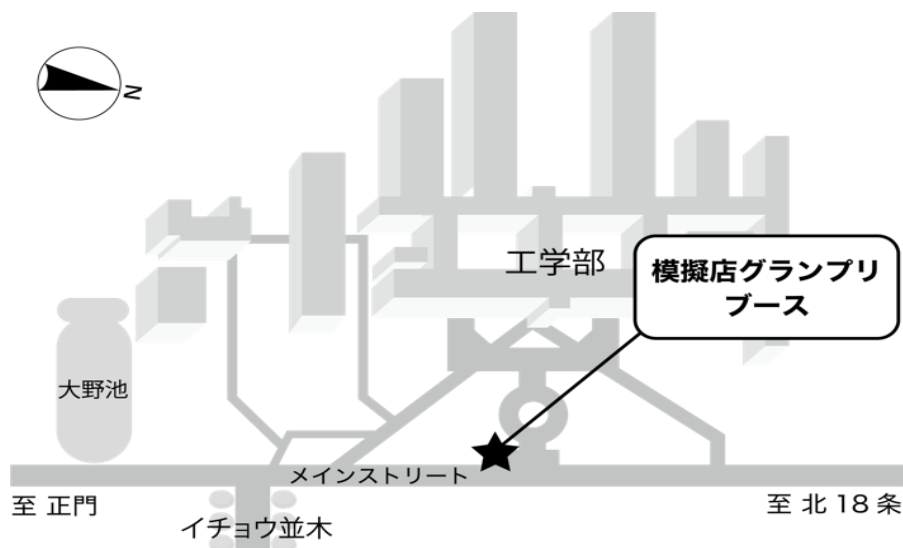 N
工学部
模擬店グランプリ
ブース
大野池
メインストリート
至 正門
至 北18条
イチョウ並木